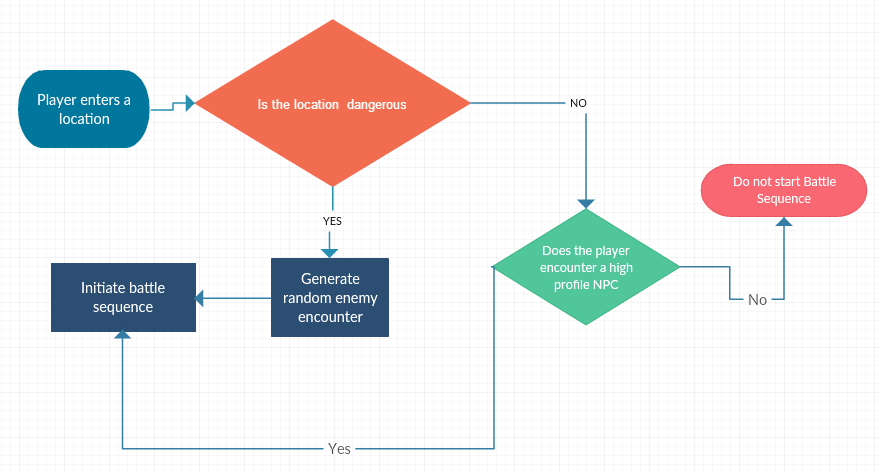 Player enters a
location
Is the location  dangerous
NO
YES
Do not start Battle
Sequence
Does the player
encounter a high
profile NPC
No
Generate
random enemy
encounter
Initiate battle
sequence
Yes